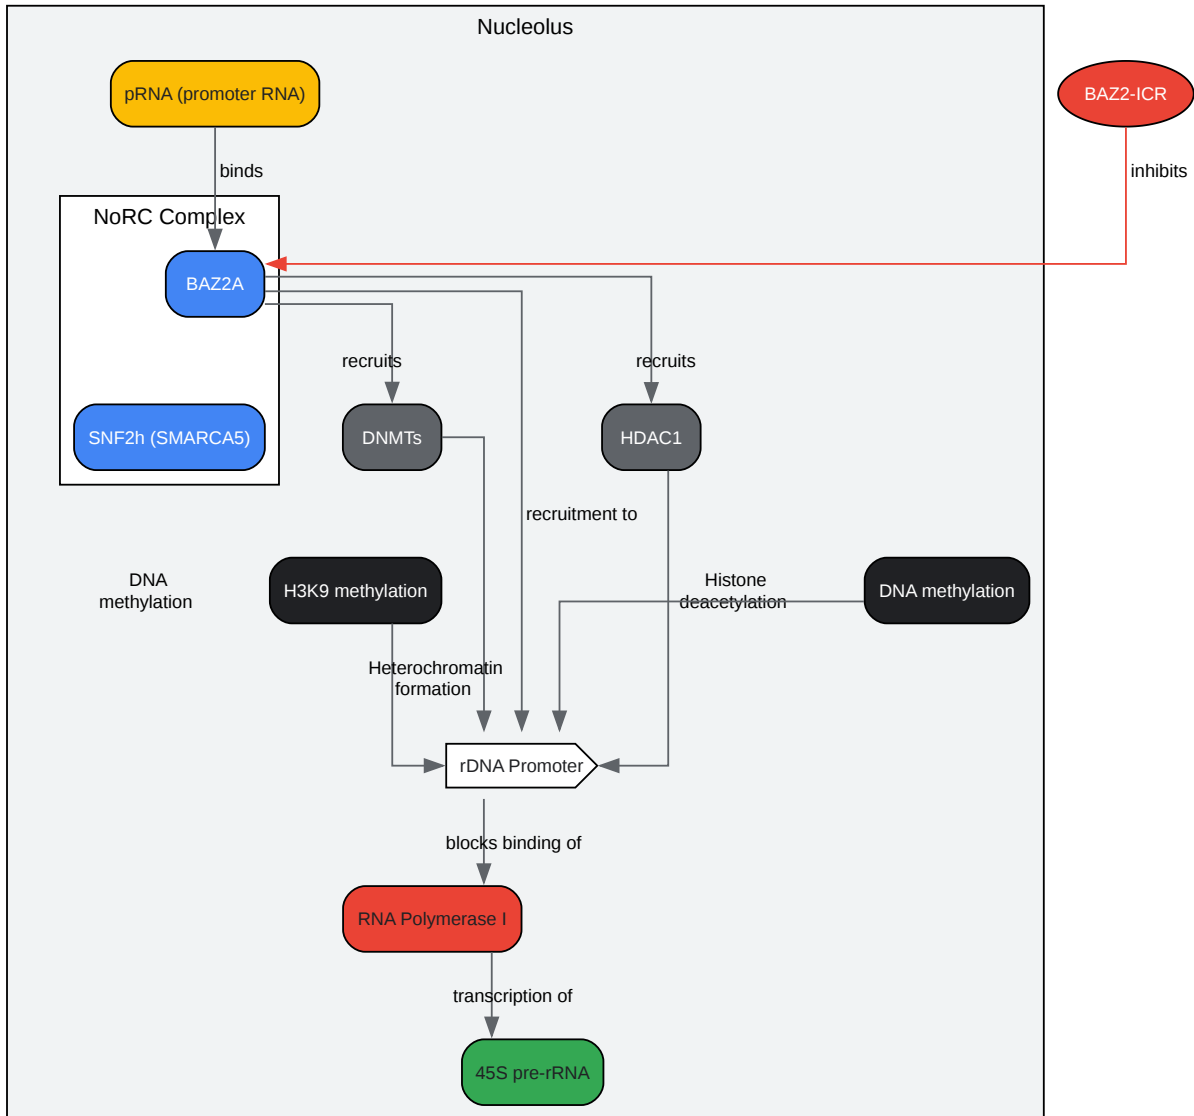 Nucleolus
pRNA (promoter RNA)
BAZ2-ICR
binds
inhibits
NoRC Complex
BAZ2A
recruits
recruits
SNF2h (SMARCA5)
DNMTs
HDAC1
recruitment to
DNA
methylation
H3K9 methylation
Histone
deacetylation
DNA methylation
Heterochromatin
formation
rDNA Promoter
blocks binding of
RNA Polymerase I
transcription of
45S pre-rRNA